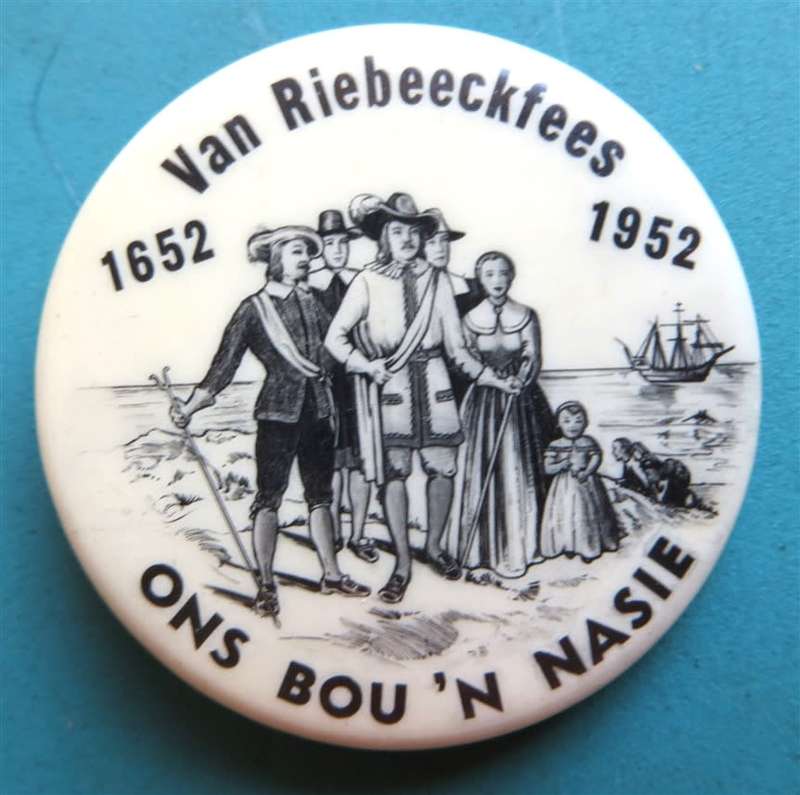 Van Riebeeckfees
1652 1952
ONS BOU 'N NASIE